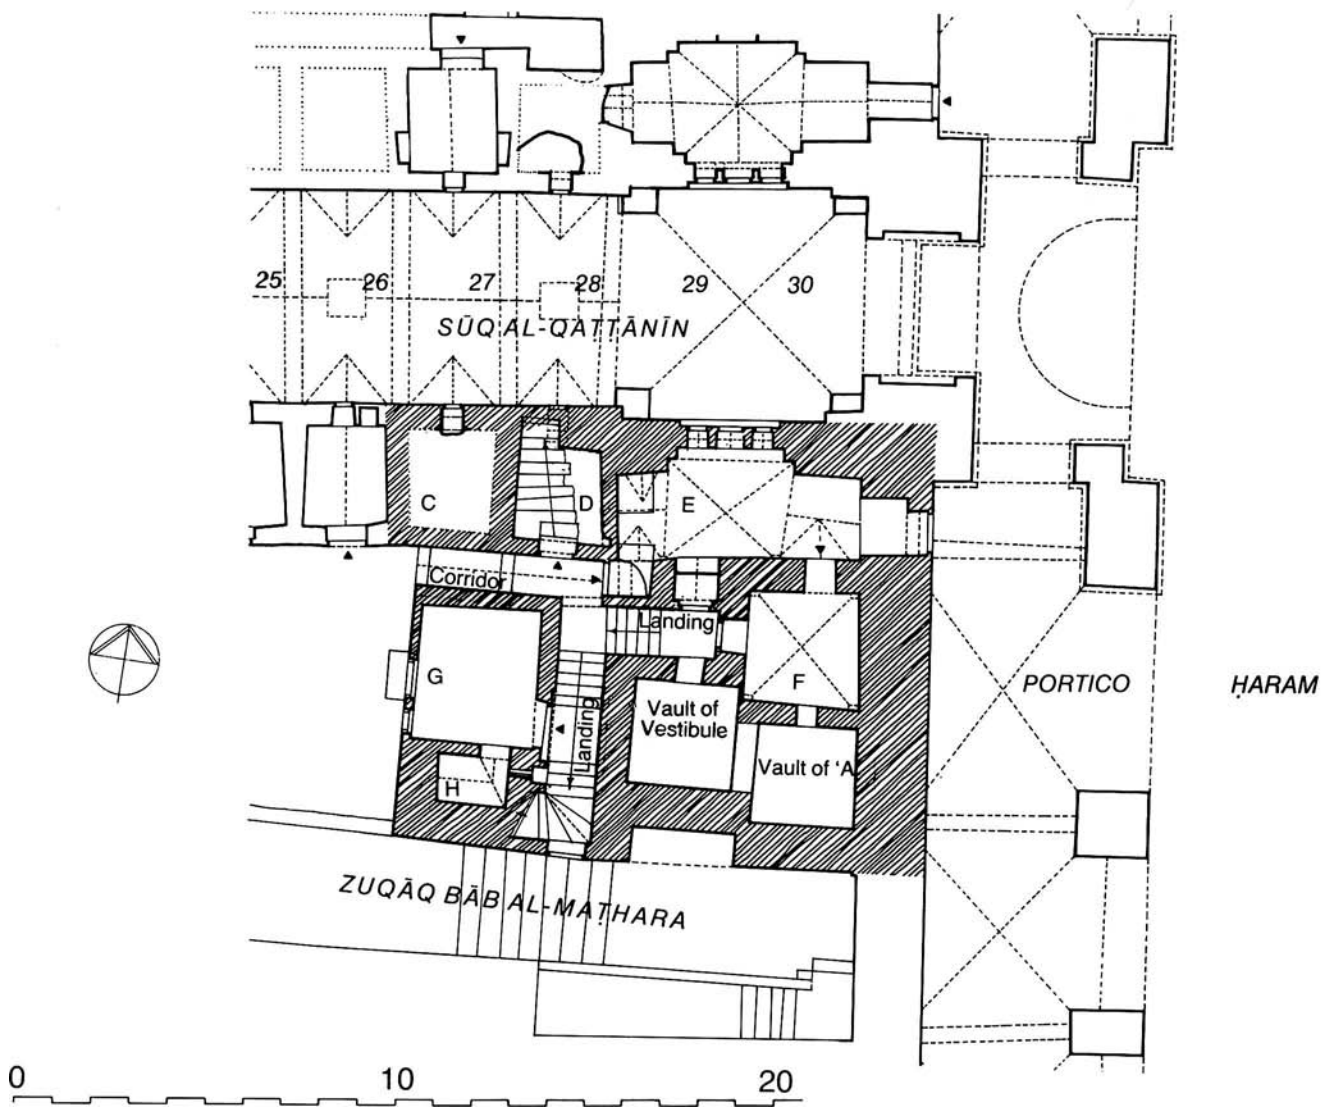 25 26 27 28 29 30
SŪQ AL-QAṬṬĀNĪN
C
D
E
Corridor
Landing
G
F
PORTICO
ḤARAM
Vault of
Vestibule
Landing
Vault of 'A'
H
ZUQĀQ BĀB AL-MAṬHARA
0 10 20